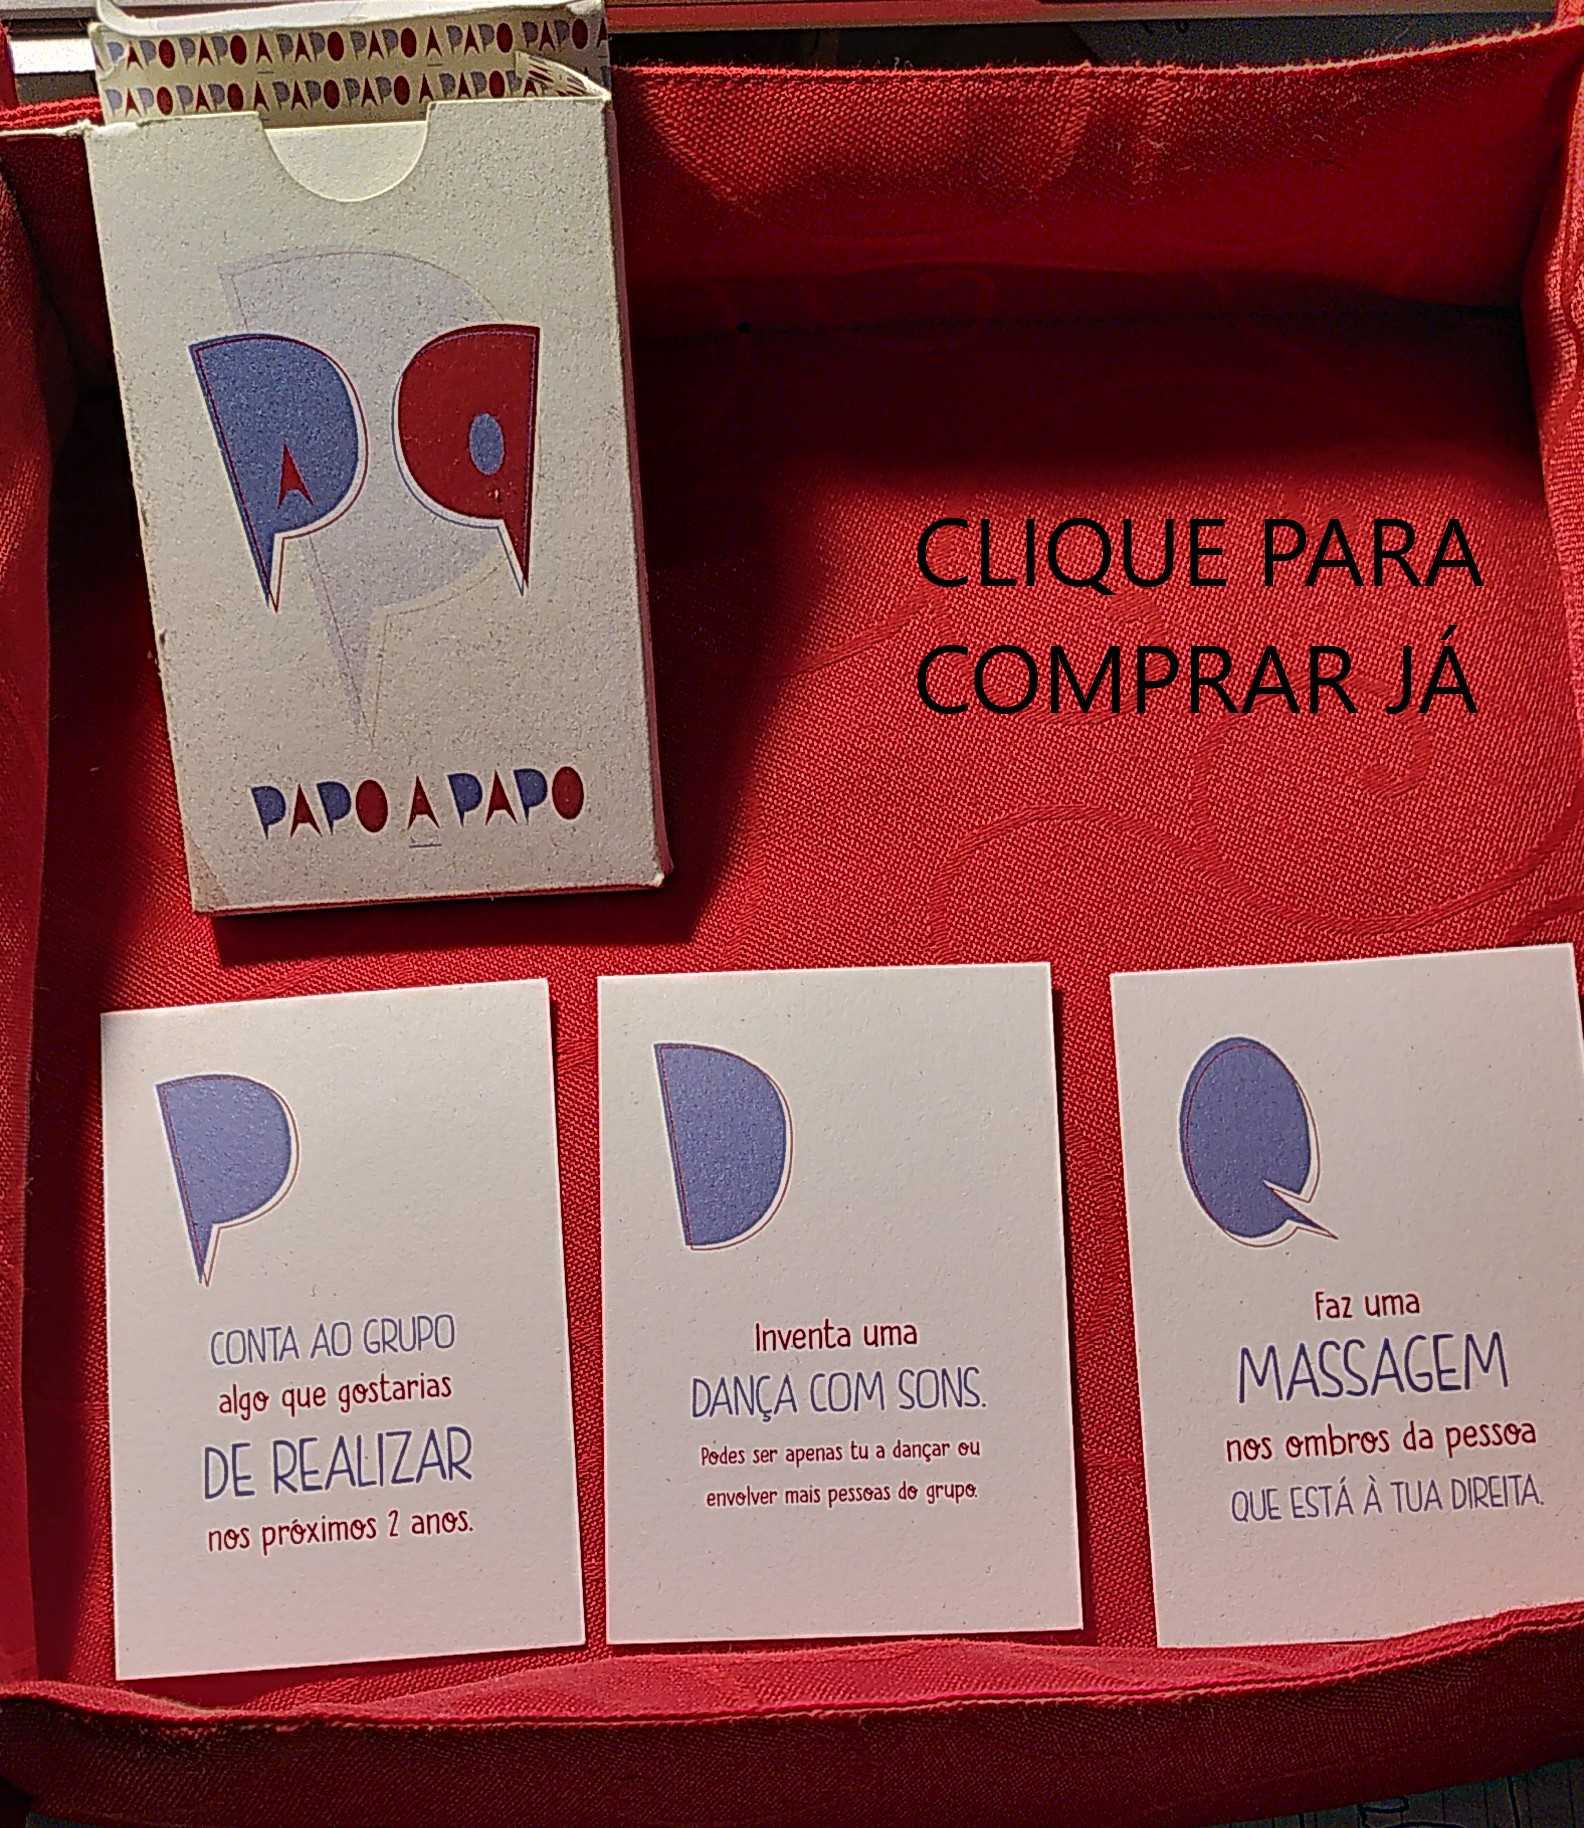 PAPO PAPO A PAPO PAPO A PAPO PAPO A
PAPO PAPO A PAPO PAPO A PAPO
PAPO A PAPO
CLIQUE PARA
COMPRAR JÁ
P
CONTA AO GRUPO
algo que gostarias
DE REALIZAR
nos próximos 2 anos.
D
Inventa uma
DANÇA COM SONS.
Podes ser apenas tu a dançar ou
envolver mais pessoas do grupo.
Q
Faz uma
MASSAGEM
nos ombros da pessoa
QUE ESTÁ À TUA DIREITA.